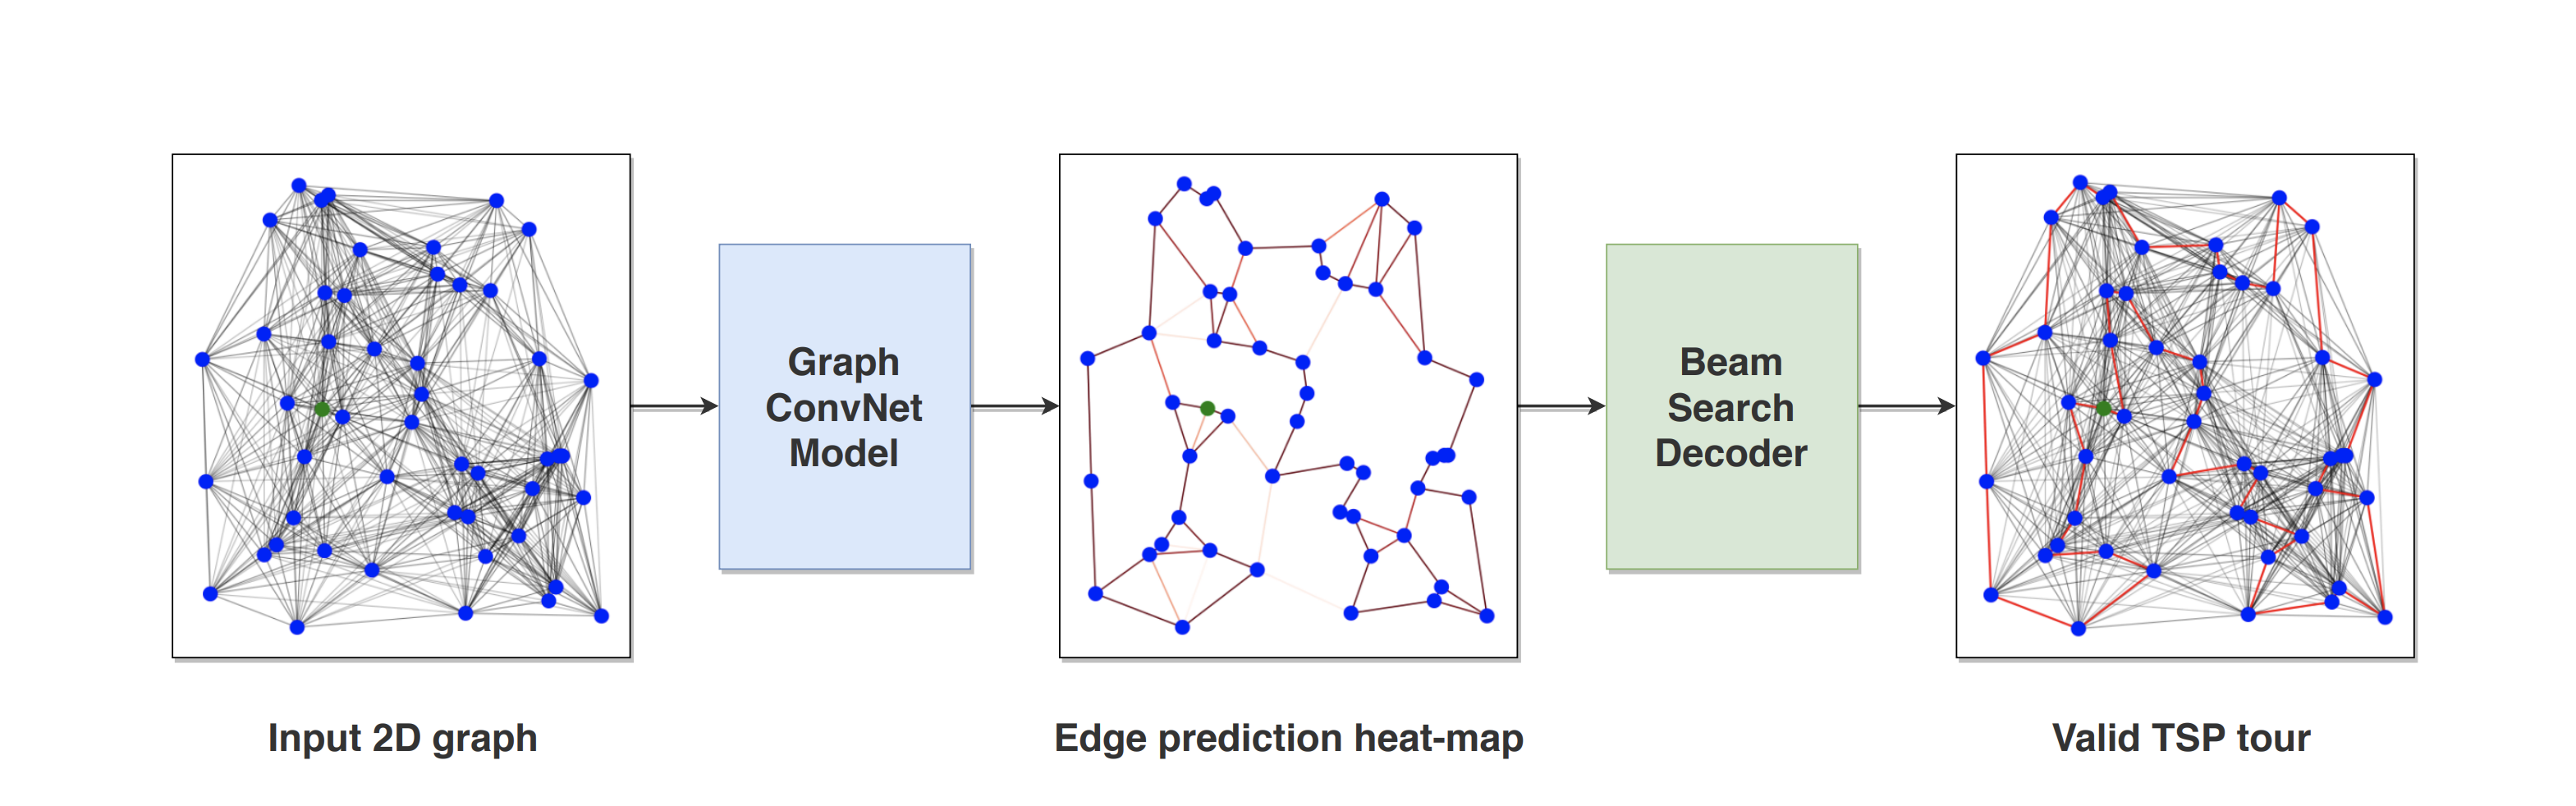 Graph
ConvNet
Model
Beam
Search
Decoder
Input 2D graph
Edge prediction heat-map
Valid TSP tour